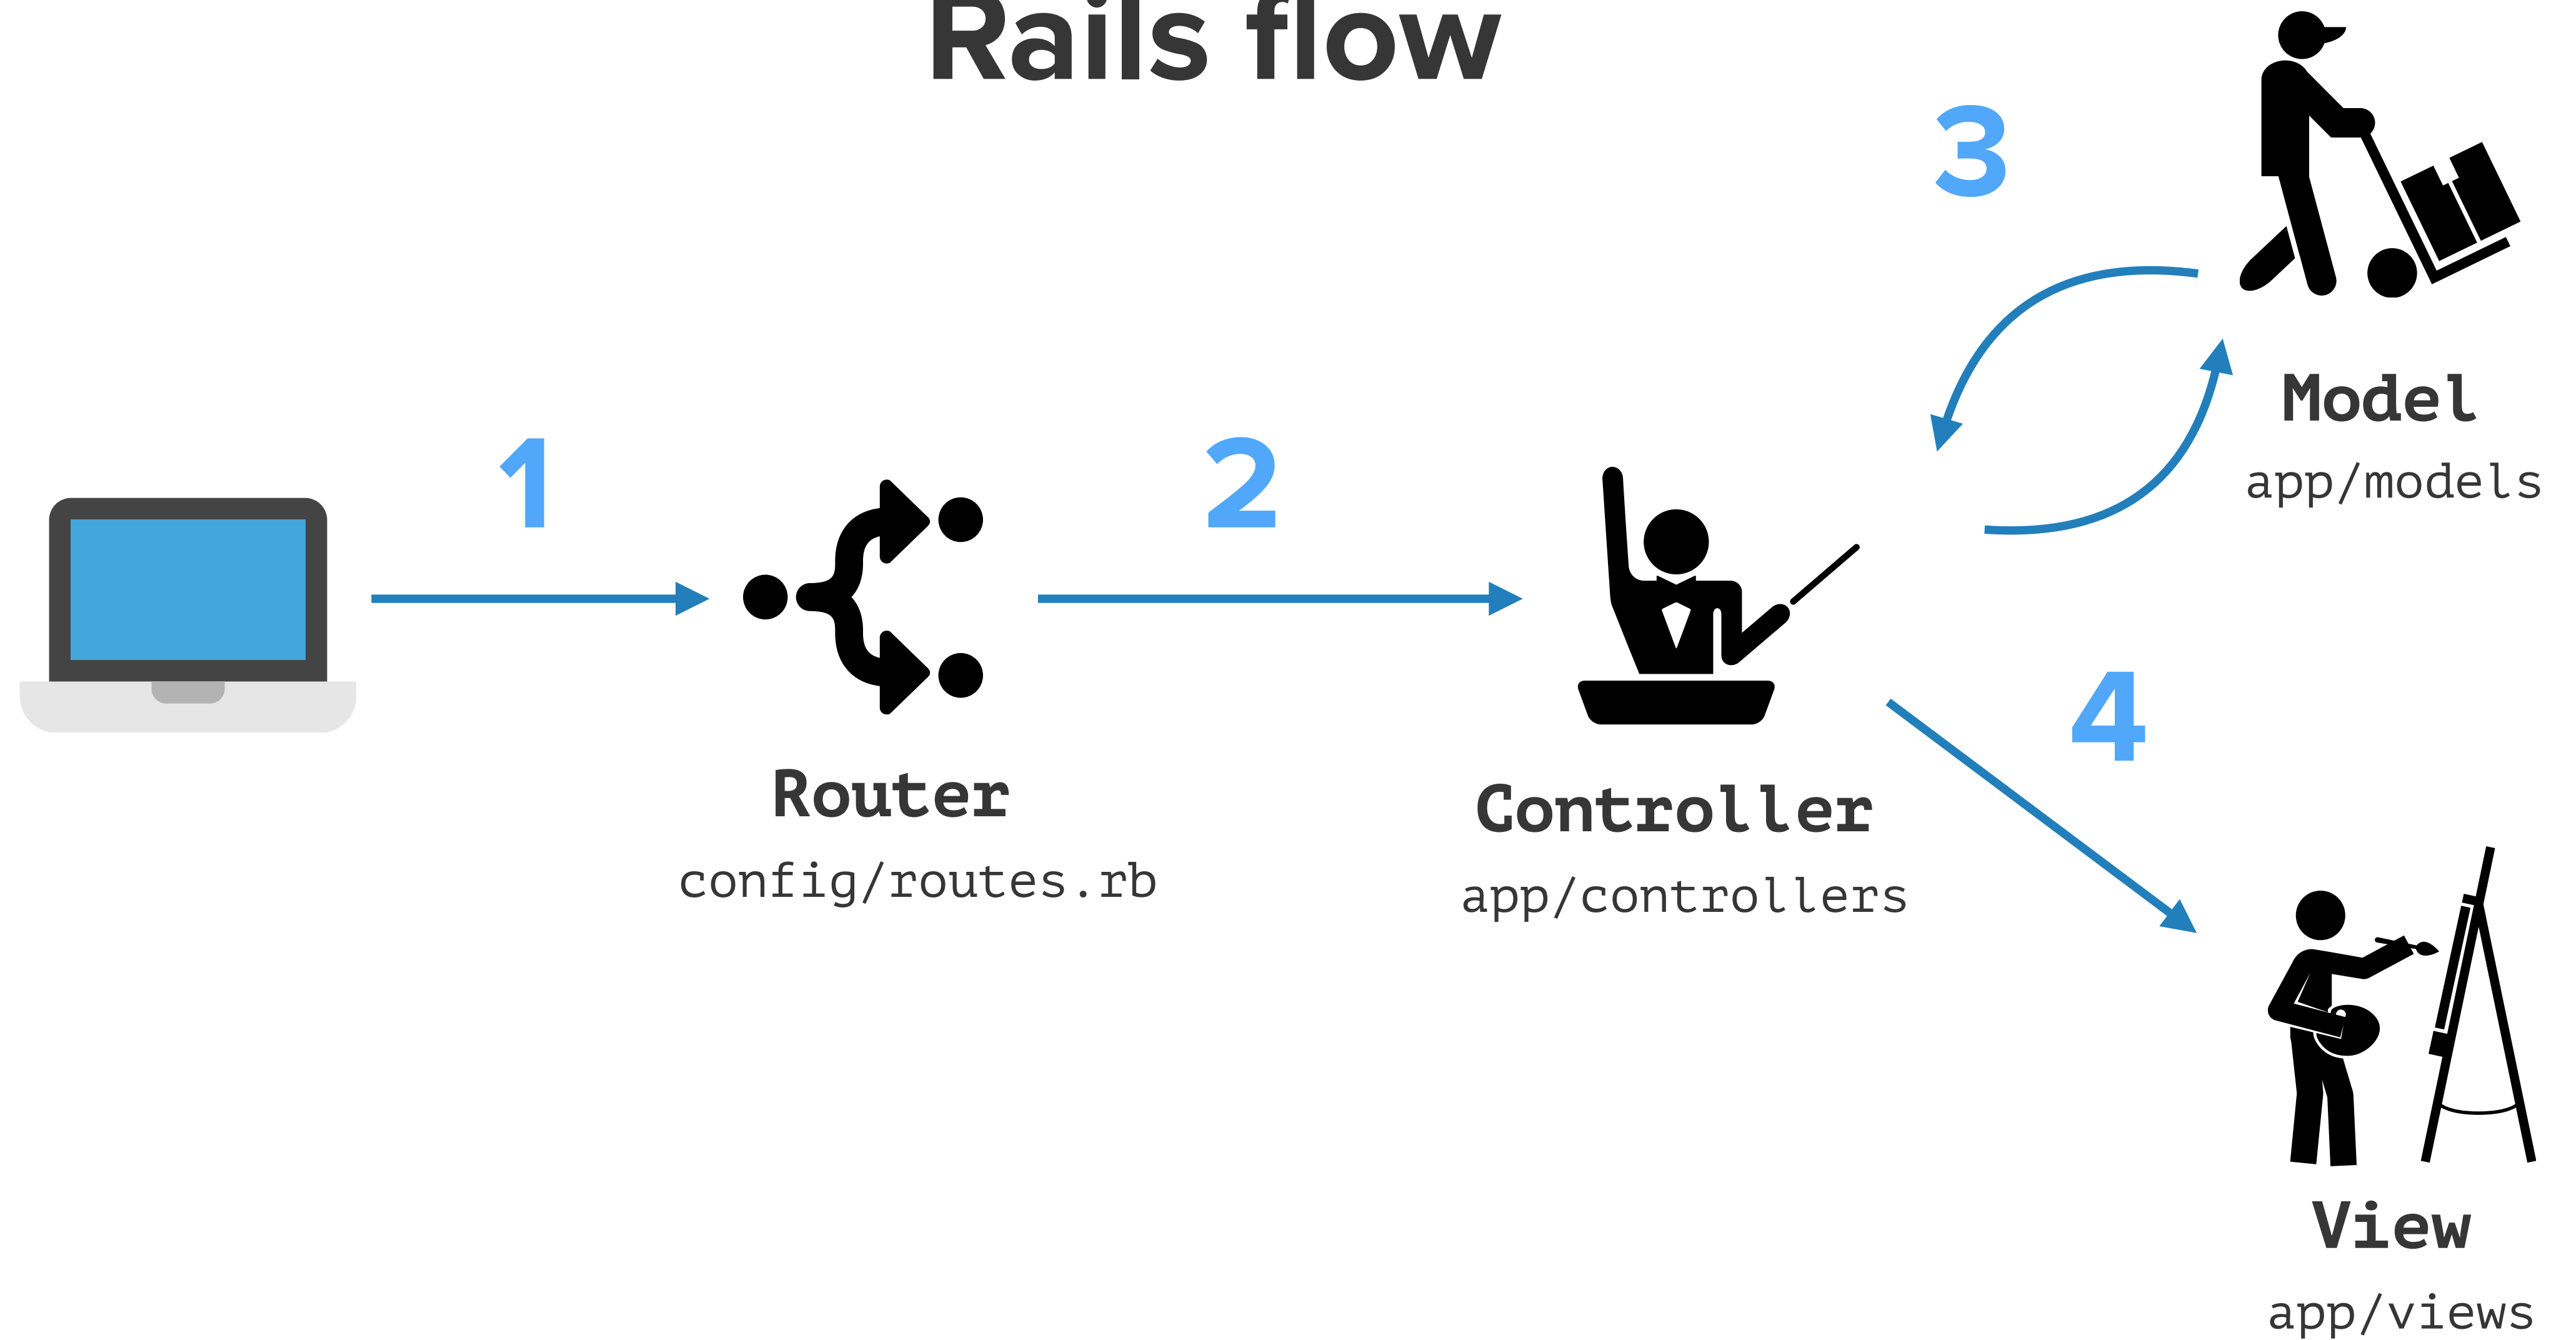 Rails flow
3
Model
app/models
1
2
4
Router
config/routes.rb
Controller
app/controllers
View
app/views